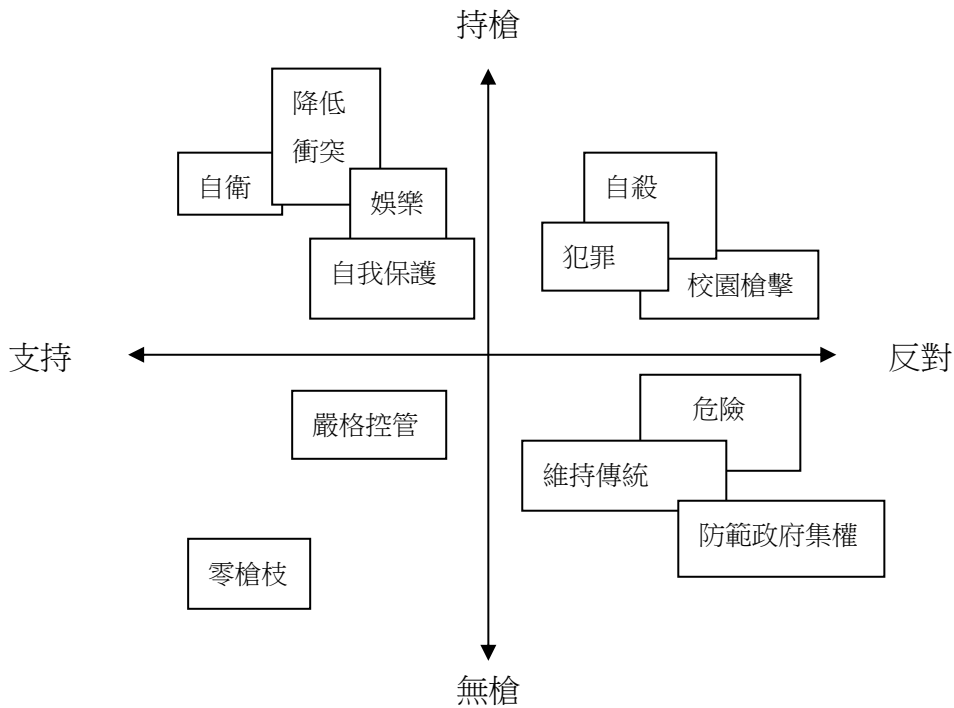 持槍
降低
衝突
自衛
娛樂
自我保護
自殺
犯罪
校園槍擊
支持
反對
嚴格控管
危險
維持傳統
防範政府集權
零槍枝
無槍